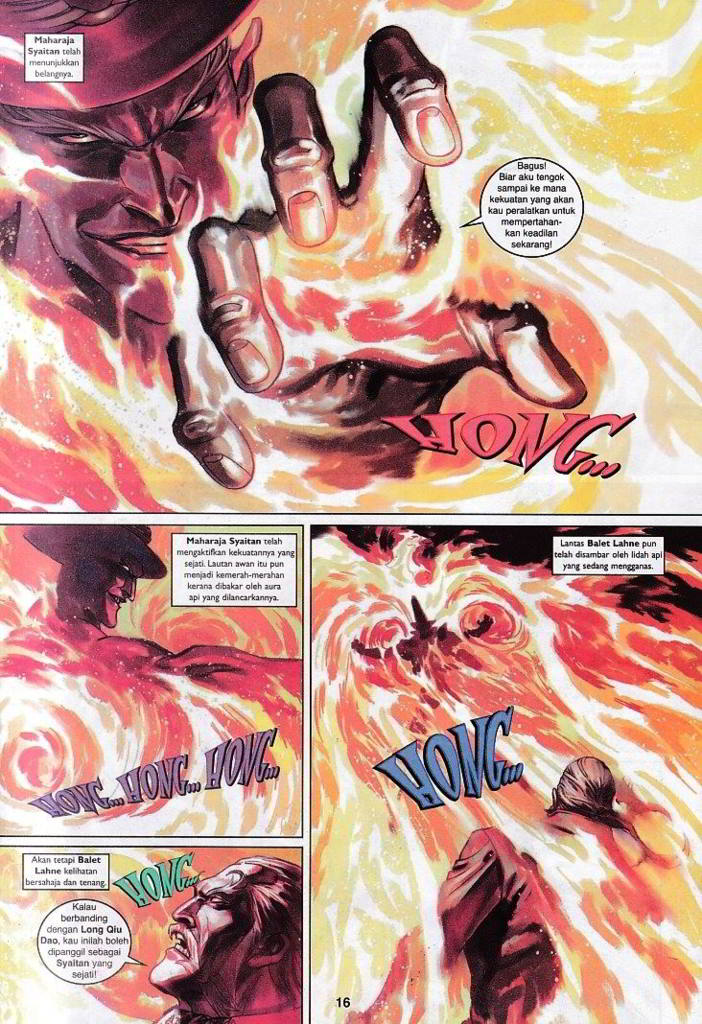 Maharaja
Syaitan telah
menunjukkan
belangnya.
Bagus!
Biar aku tengok
sampai ke mana
kekuatan yang akan
kau peralatkan untuk
mempertahan-
kan keadilan
sekarang!
HONG...
Maharaja Syaitan telah
mengaktifkan kekuatannya yang
sejati. Lautan awan itu pun
menjadi kemerah-merahan
kerana dibakar oleh aura
api yang dilancarkannya.
HONG... HONG... HONG...
Lantas Balet Lahne pun
telah disambar oleh lidah api
yang sedang mengganas.
HONG...
Akan tetapi Balet
Lahne kelihatan
bersahaja dan tenang.
HONG...
Kalau
berbanding
dengan Long Qiu
Dao, kau inilah boleh
dipanggil sebagai
Syaitan yang
sejati!
16